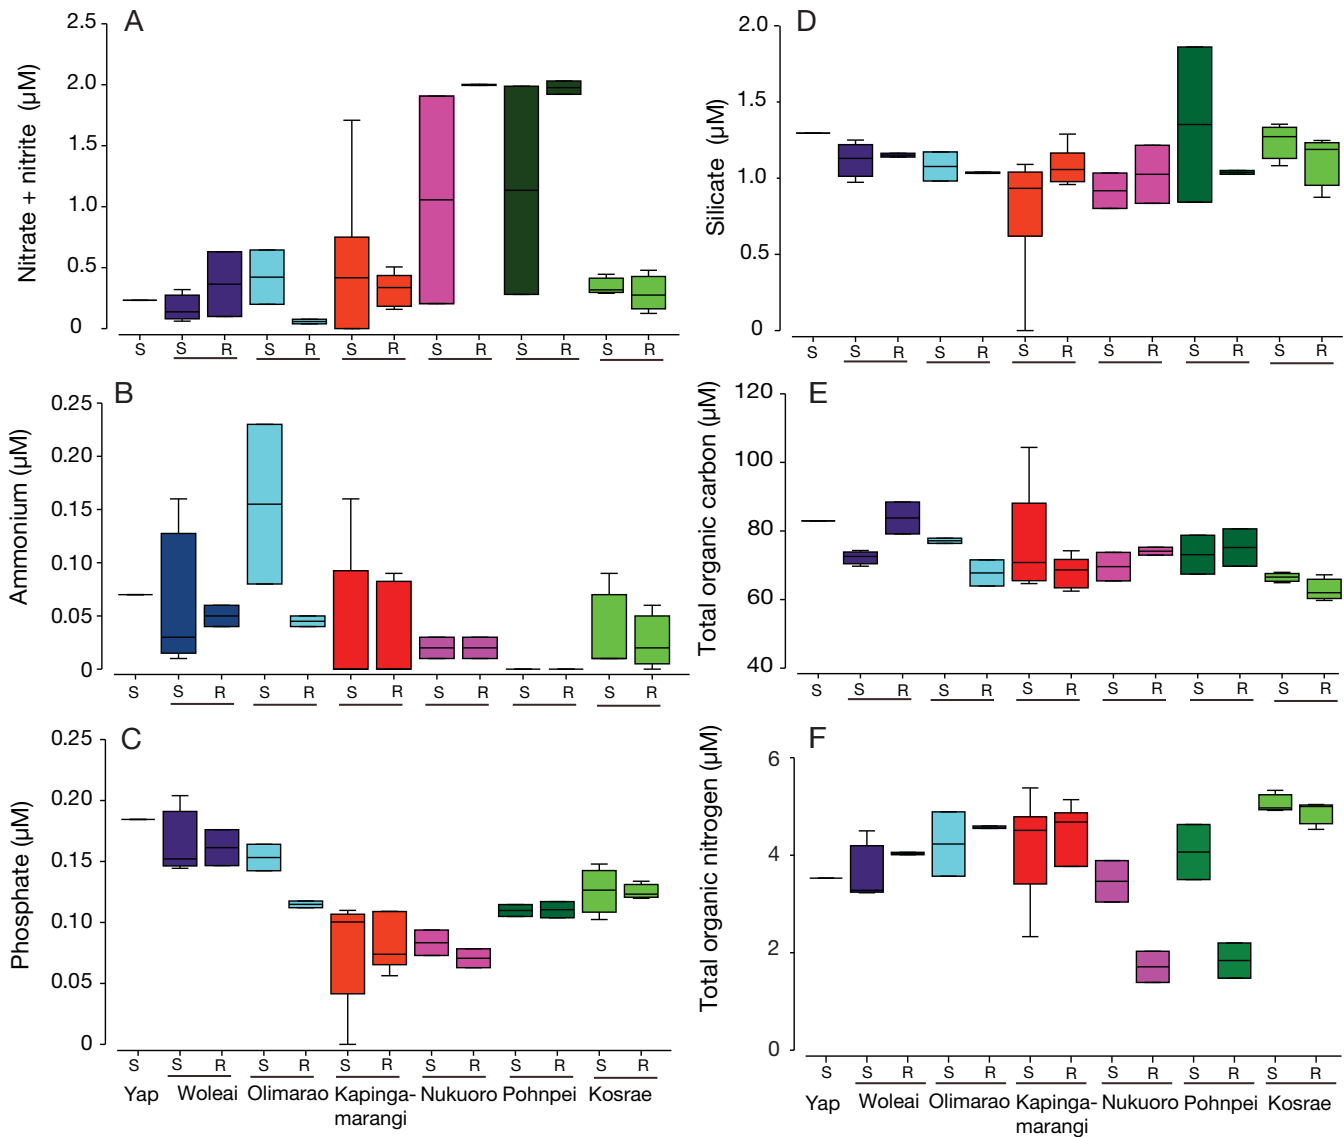 A
Nitrate + nitrite (µM)
2.5
2.0
1.5
1.0
0.5
0
S S R S R S R S R S R S R
B
Ammonium (µM)
0.25
0.20
0.15
0.10
0.05
0
S S R S R S R S R S R S R
C
Phosphate (µM)
0.25
0.20
0.15
0.10
0.05
0
S S R S R S R S R S R S R
Yap Woleai Olimarao Kapinga- Nukuoro Pohnpei Kosrae
marangi
D
Silicate (µM)
2.0
1.5
1.0
0.5
0
S S R S R S R S R S R S R
E
Total organic carbon (µM)
120
100
80
60
40
S S R S R S R S R S R S R
F
Total organic nitrogen (µM)
6
4
2
0
S S R S R S R S R S R S R
Yap Woleai Olimarao Kapinga- Nukuoro Pohnpei Kosrae
marangi